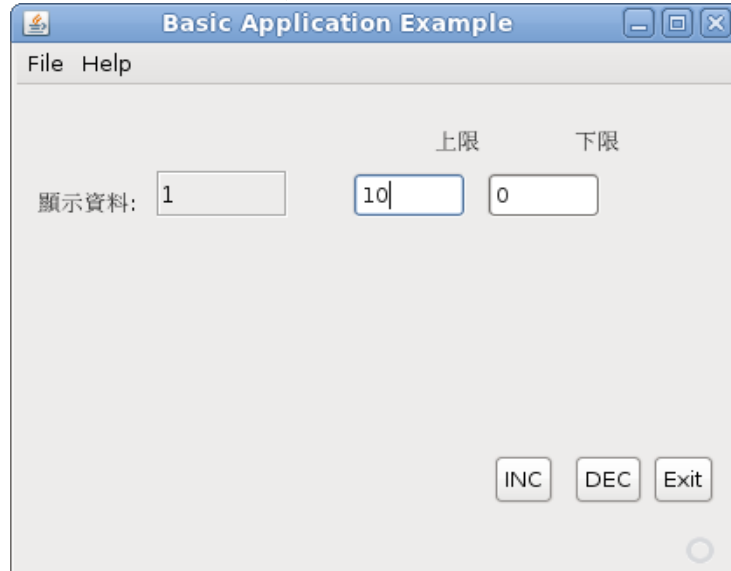 Basic Application Example
File Help
上限 下限
顯示資料: 1 10 0
INC DEC Exit